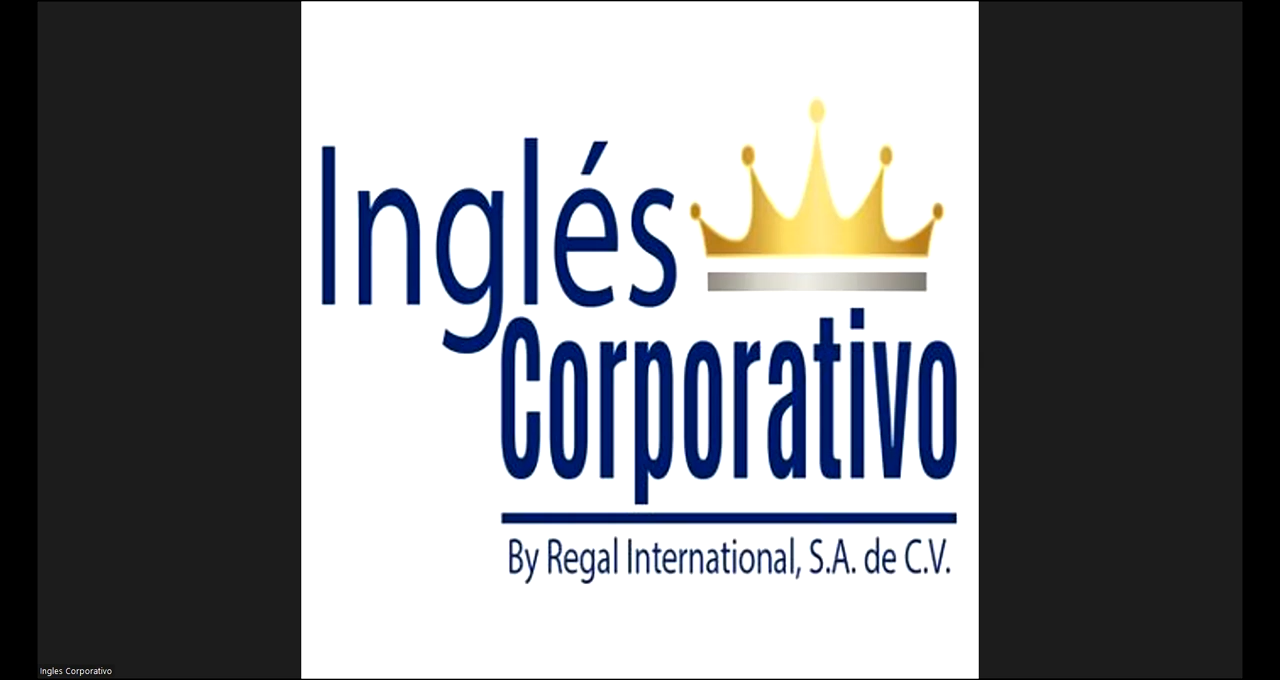 Inglés
Corporativo
By Regal International, S.A. de C.V.
Ingles Corporativo